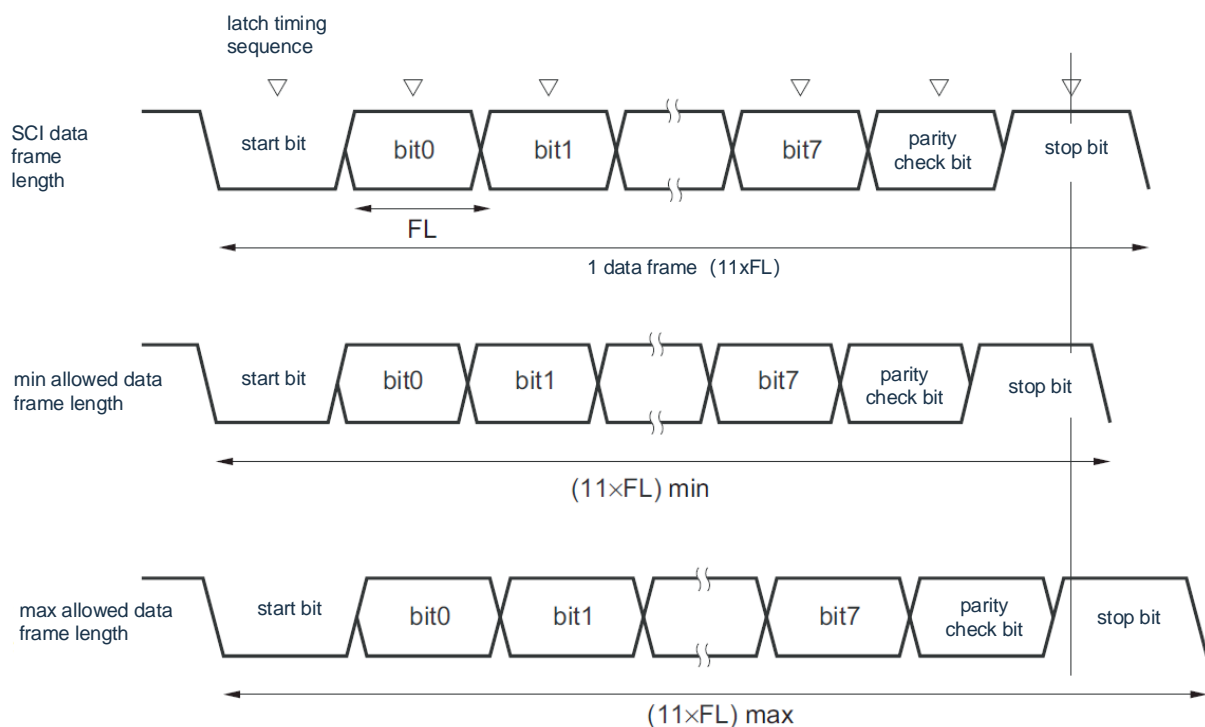 latch timing
sequence
SCI data
frame
length
start bit
bit0
bit1
bit7
parity
check bit
stop bit
FL
1 data frame (11xFL)
min allowed data
frame length
start bit
bit0
bit1
bit7
parity
check bit
stop bit
(11×FL) min
max allowed data
frame length
start bit
bit0
bit1
bit7
parity
check bit
stop bit
(11×FL) max